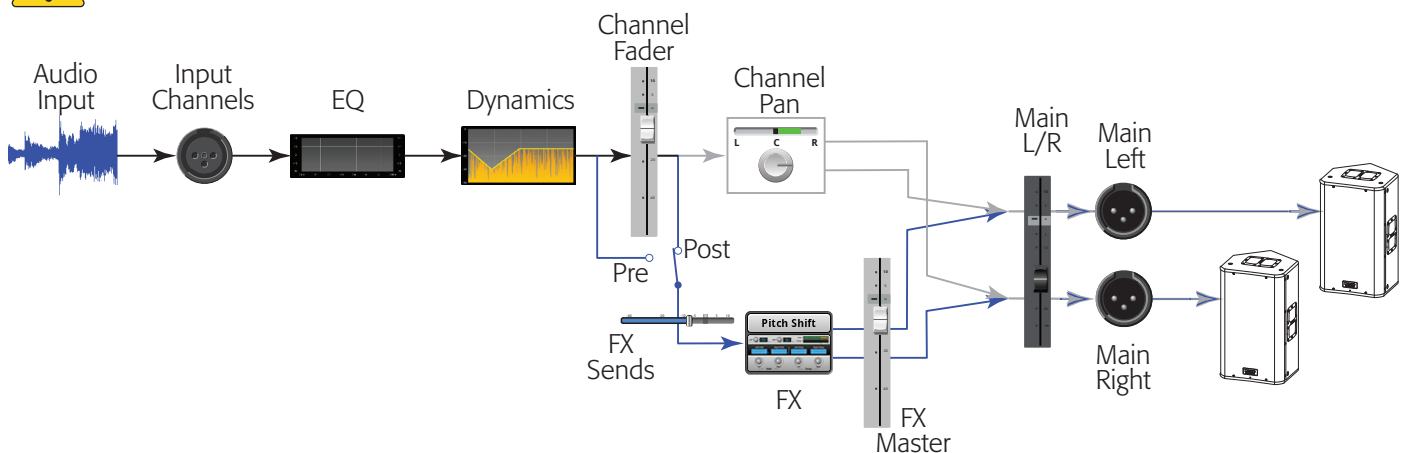 Audio
Input
Input
Channels
EQ
Dynamics
Channel
Fader
Channel
Pan
L C R
Main
L/R
Main
Left
Pre
Post
FX
Sends
Pitch Shift
FX
FX
Master
Main
Right